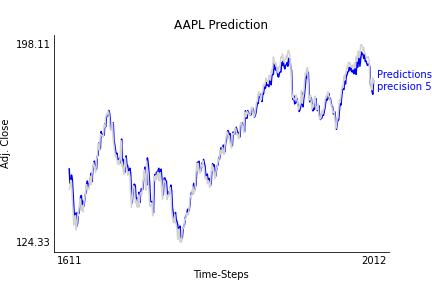 AAPL Prediction
198.11
Predictions
precision 5
Adj. Close
124.33
1611
2012
Time-Steps